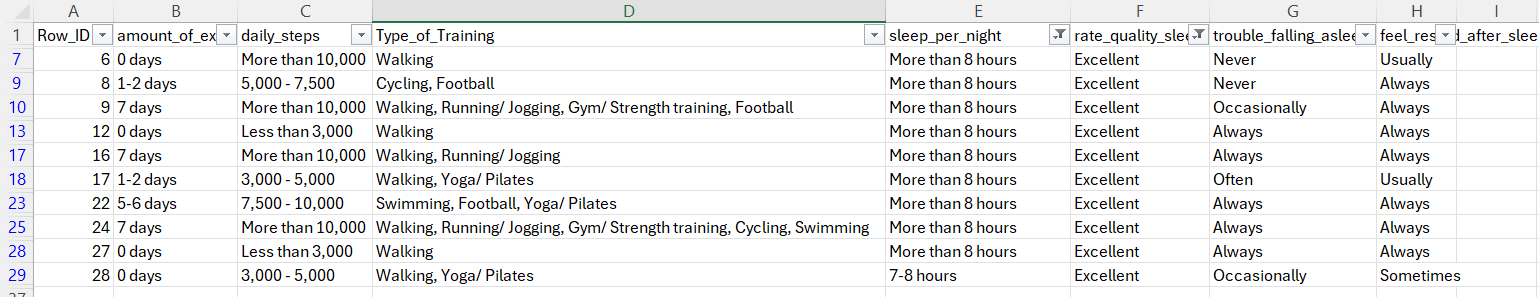 A B C D E F G H I
1 Row_ID amount_of_ex daily_steps Type_of_Training sleep_per_night rate_quality_slee trouble_falling_aslee feel_res d_after_slee
7 6 0 days More than 10,000 Walking More than 8 hours Excellent Never Usually
9 8 1-2 days 5,000 - 7,500 Cycling, Football More than 8 hours Excellent Never Always
10 9 7 days More than 10,000 Walking, Running/ Jogging, Gym/ Strength training, Football More than 8 hours Excellent Occasionally Always
13 12 0 days Less than 3,000 Walking More than 8 hours Excellent Always Always
17 16 7 days More than 10,000 Walking, Running/ Jogging More than 8 hours Excellent Always Always
18 17 1-2 days 3,000 - 5,000 Walking, Yoga/ Pilates More than 8 hours Excellent Often Usually
23 22 5-6 days 7,500 - 10,000 Swimming, Football, Yoga/ Pilates More than 8 hours Excellent Always Always
25 24 7 days More than 10,000 Walking, Running/ Jogging, Gym/ Strength training, Cycling, Swimming More than 8 hours Excellent Always Always
28 27 0 days Less than 3,000 Walking More than 8 hours Excellent Always Always
29 28 0 days 3,000 - 5,000 Walking, Yoga/ Pilates 7-8 hours Excellent Occasionally Sometimes